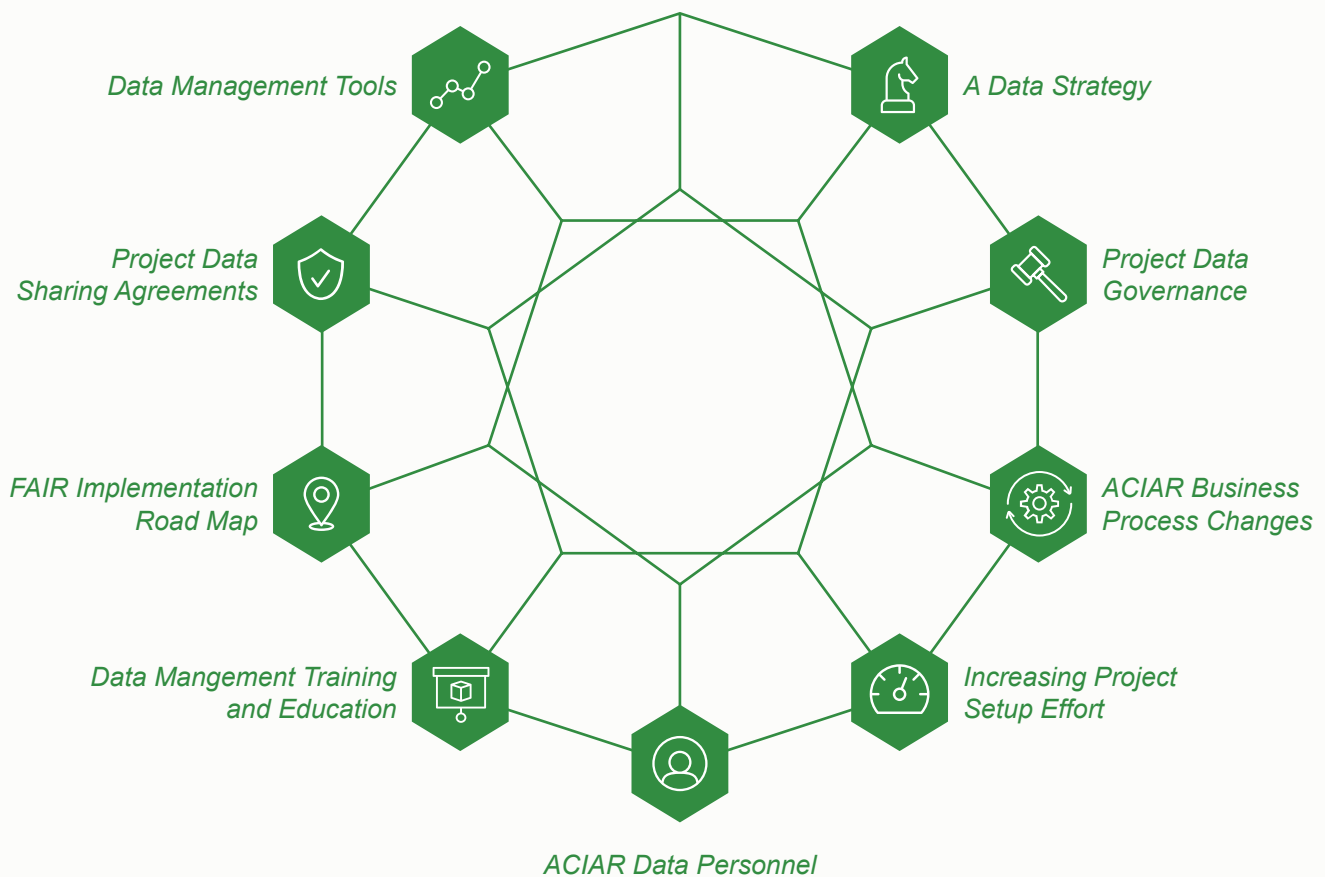 Data Management Tools
A Data Strategy
Project Data
Sharing Agreements
Project Data
Governance
FAIR Implementation
Road Map
ACIAR Business
Process Changes
Data Mangement Training
and Education
Increasing Project
Setup Effort
ACIAR Data Personnel